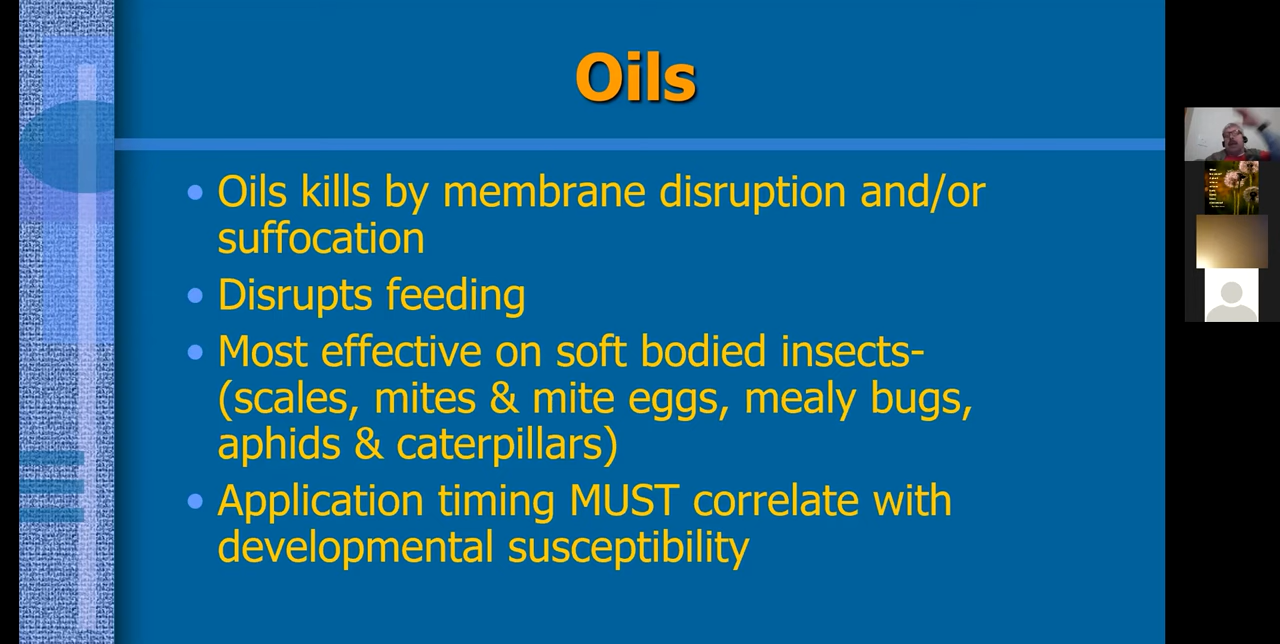 Oils
• Oils kills by membrane disruption and/or
suffocation
• Disrupts feeding
• Most effective on soft bodied insects-
(scales, mites & mite eggs, mealy bugs,
aphids & caterpillars)
• Application timing MUST correlate with
developmental susceptibility